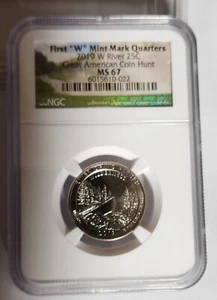 First "W" Mint Mark Quarters
2019 W River 25C
Great American Coin Hunt
MS 67
6015610-022
NGC